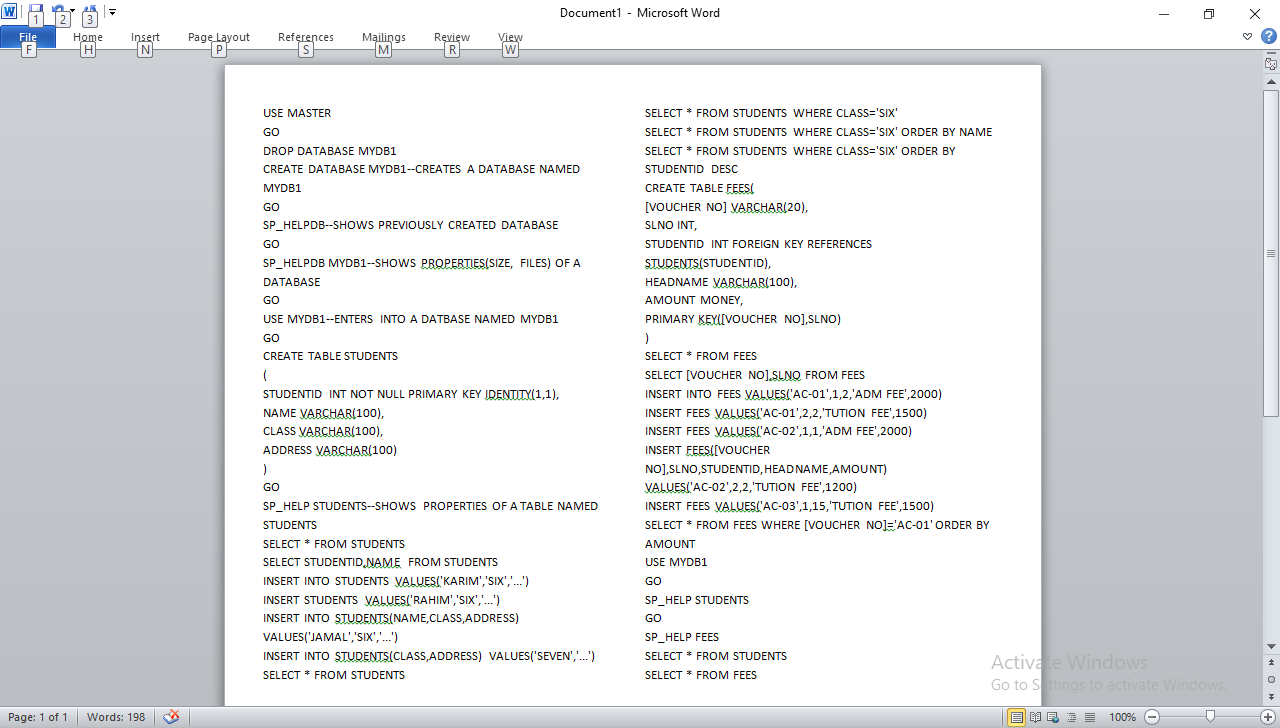 Document1 - Microsoft Word
1 2 3
File Home Insert Page Layout References Mailings Review View
F H N P S M R W
USE MASTER
GO
DROP DATABASE MYDB1
CREATE DATABASE MYDB1--CREATES A DATABASE NAMED
MYDB1
GO
SP_HELPDB--SHOWS PREVIOUSLY CREATED DATABASE
GO
SP_HELPDB MYDB1--SHOWS PROPERTIES(SIZE, FILES) OF A
DATABASE
GO
USE MYDB1--ENTERS INTO A DATBASE NAMED MYDB1
GO
CREATE TABLE STUDENTS
(
STUDENTID INT NOT NULL PRIMARY KEY IDENTITY(1,1),
NAME VARCHAR(100),
CLASS VARCHAR(100),
ADDRESS VARCHAR(100)
)
GO
SP_HELP STUDENTS--SHOWS PROPERTIES OF A TABLE NAMED
STUDENTS
SELECT * FROM STUDENTS
SELECT STUDENTID,NAME FROM STUDENTS
INSERT INTO STUDENTS VALUES('KARIM','SIX','...')
INSERT STUDENTS VALUES('RAHIM','SIX','...')
INSERT INTO STUDENTS(NAME,CLASS,ADDRESS)
VALUES('JAMAL','SIX','...')
INSERT INTO STUDENTS(CLASS,ADDRESS) VALUES('SEVEN','...')
SELECT * FROM STUDENTS
SELECT * FROM STUDENTS WHERE CLASS='SIX'
SELECT * FROM STUDENTS WHERE CLASS='SIX' ORDER BY NAME
SELECT * FROM STUDENTS WHERE CLASS='SIX' ORDER BY
STUDENTID DESC
CREATE TABLE FEES(
[VOUCHER NO] VARCHAR(20),
SLNO INT,
STUDENTID INT FOREIGN KEY REFERENCES
STUDENTS(STUDENTID),
HEADNAME VARCHAR(100),
AMOUNT MONEY,
PRIMARY KEY([VOUCHER NO],SLNO)
)
SELECT * FROM FEES
SELECT [VOUCHER NO],SLNO FROM FEES
INSERT INTO FEES VALUES('AC-01',1,2,'ADM FEE',2000)
INSERT FEES VALUES('AC-01',2,2,'TUTION FEE',1500)
INSERT FEES VALUES('AC-02',1,1,'ADM FEE',2000)
INSERT FEES([VOUCHER
NO],SLNO,STUDENTID,HEADNAME,AMOUNT)
VALUES('AC-02',2,2,'TUTION FEE',1200)
INSERT FEES VALUES('AC-03',1,15,'TUTION FEE',1500)
SELECT * FROM FEES WHERE [VOUCHER NO]='AC-01' ORDER BY
AMOUNT
USE MYDB1
GO
SP_HELP STUDENTS
GO
SP_HELP FEES
SELECT * FROM STUDENTS
SELECT * FROM FEES
Activate Windows
Go to Settings to activate Windows.
Page: 1 of 1 Words: 198 100%